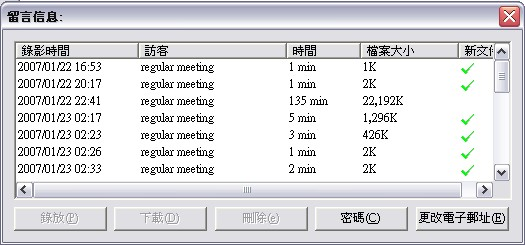 留言信息:
錄影時間 訪客 時間 檔案大小 新文件
2007/01/22 16:53 regular meeting 1 min 1K
2007/01/22 20:17 regular meeting 1 min 2K
2007/01/22 22:41 regular meeting 135 min 22,192K
2007/01/23 02:17 regular meeting 5 min 1,296K
2007/01/23 02:23 regular meeting 3 min 426K
2007/01/23 02:26 regular meeting 1 min 2K
2007/01/23 02:33 regular meeting 2 min 2K
錄放(P) 下載(D) 刪除(e) 密碼(C) 更改電子郵址(E)